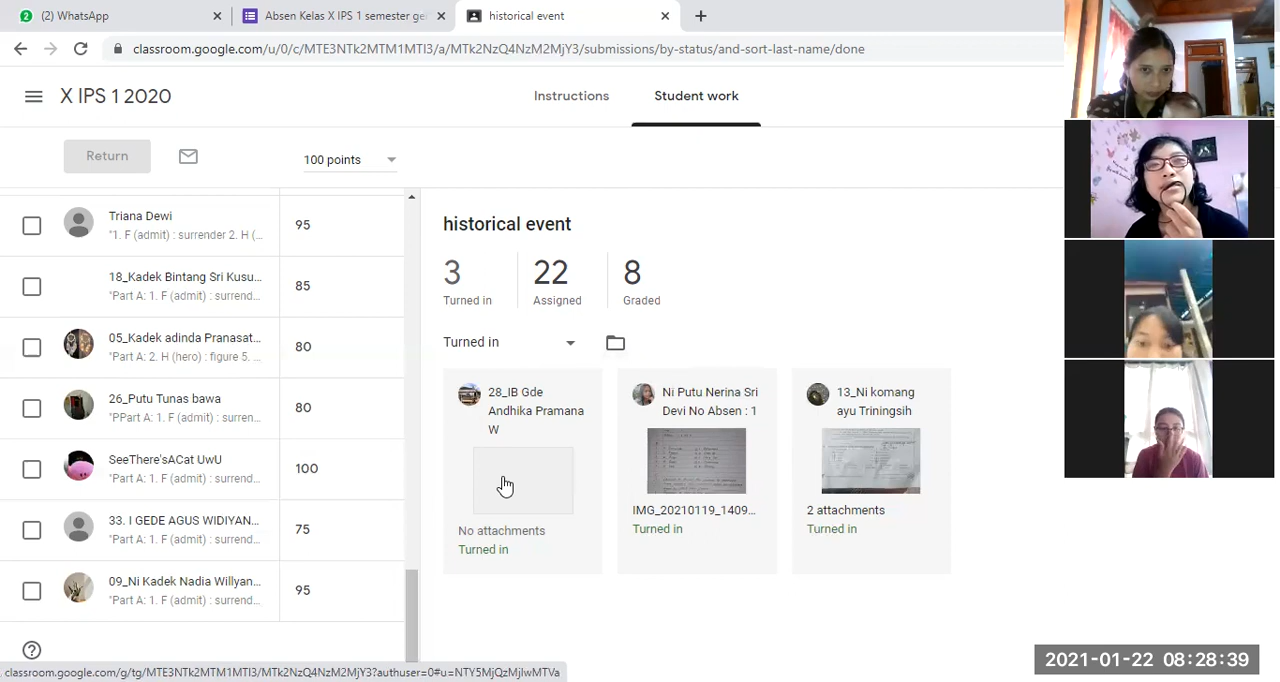 2 (2) WhatsApp
Absen Kelas X IPS 1 semester ge
historical event
classroom.google.com/u/0/c/MTE3NTk2MTM1MTI3/a/MTk2NzQ4NzM2MjY3/submissions/by-status/and-sort-last-name/done
X IPS 1 2020
Instructions
Student work
Return
100 points
Triana Dewi
"1. F (admit) : surrender 2. H (...
95
18_Kadek Bintang Sri Kusu...
"Part A: 1. F (admit) : surrend...
85
05_Kadek adinda Pranasat...
"Part A: 2. H (hero) : figure 5. ...
80
26_Putu Tunas bawa
"PPart A: 1. F (admit) : surren...
80
SeeThere'sACat UwU
"Part A: 1. F (admit) : surrend...
100
33. I GEDE AGUS WIDIYAN...
"Part A: 1. F (admit) : surrend...
75
09_Ni Kadek Nadia Willyan...
"Part A: 1. F (admit) : surrend...
95
historical event
3
Turned in
22
Assigned
8
Graded
Turned in
28_IB Gde
Andhika Pramana
W
No attachments
Turned in
Ni Putu Nerina Sri
Devi No Absen : 1
IMG_20210119_1409...
Turned in
13_Ni komang
ayu Triningsih
2 attachments
Turned in
classroom.google.com/g/tg/MTE3NTk2MTM1MTI3/MTk2NzQ4NzM2MjY3?authuser=0#u=NTY5MjQzMjIwMTVa
2021-01-22 08:28:39